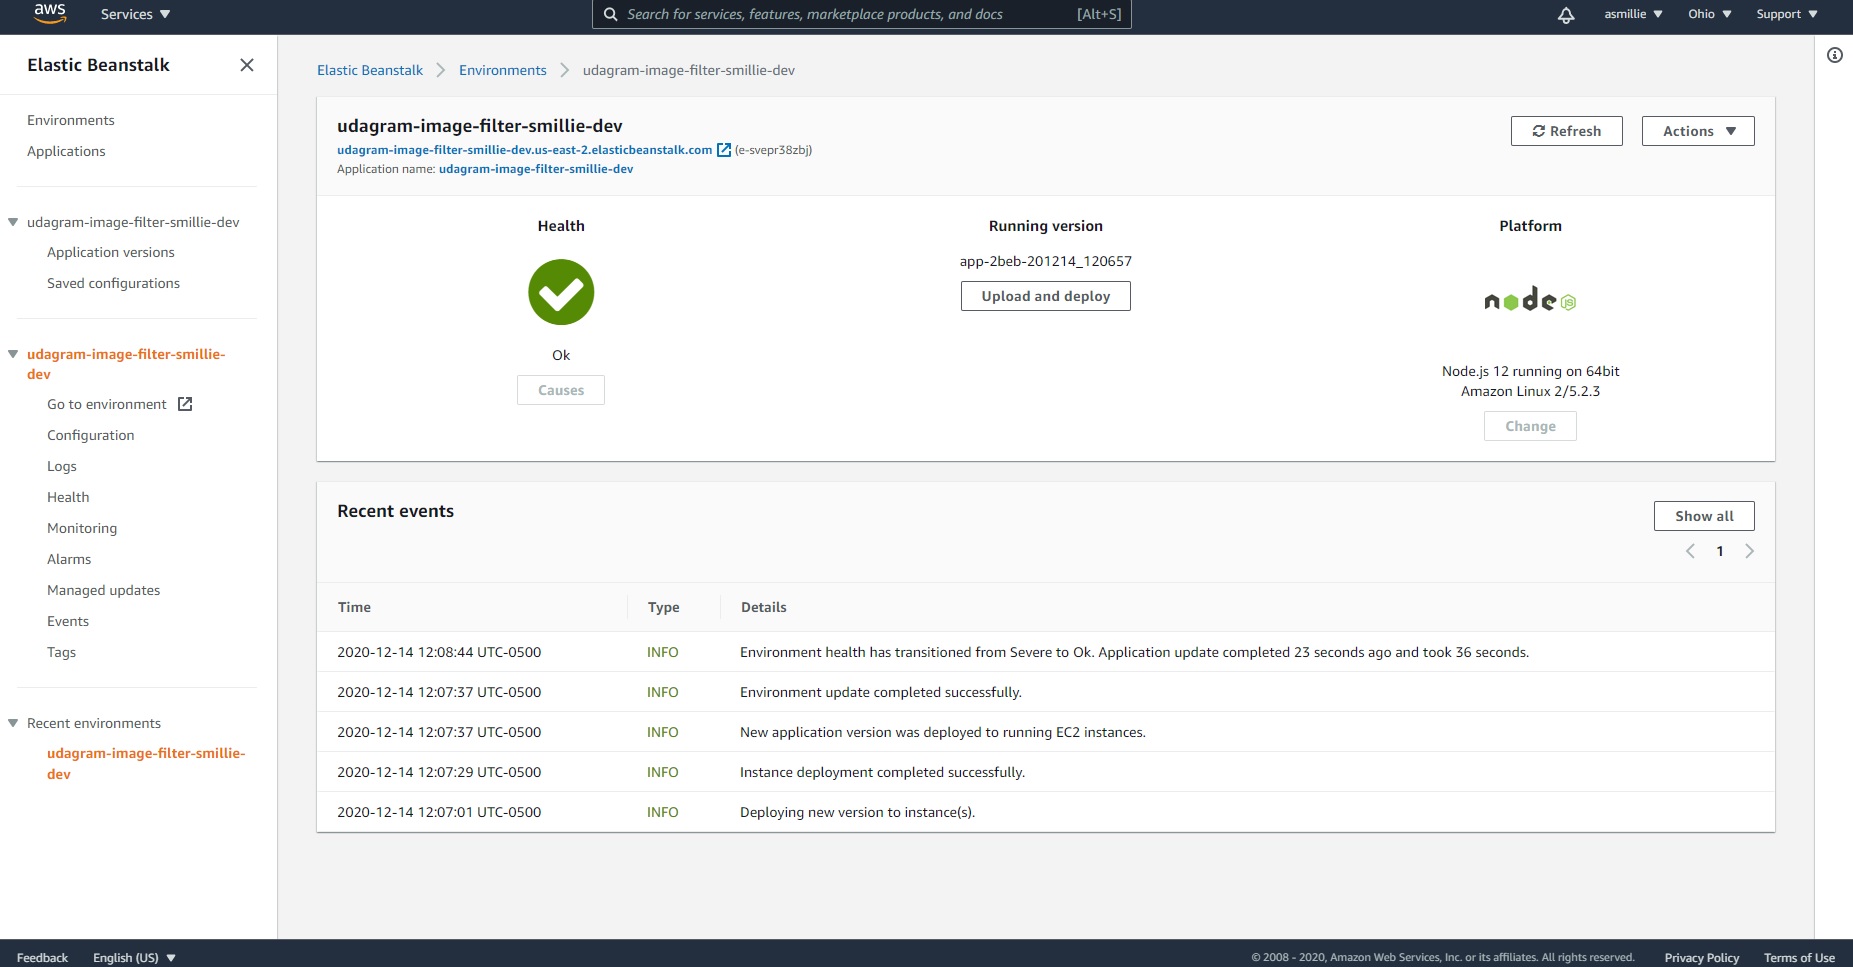 aws
Services
Search for services, features, marketplace products, and docs [Alt+S]
asmillie
Ohio
Support
Elastic Beanstalk
Environments
Applications
udagram-image-filter-smillie-dev
Application versions
Saved configurations
udagram-image-filter-smillie-
dev
Go to environment
Configuration
Logs
Health
Monitoring
Alarms
Managed updates
Events
Tags
Recent environments
udagram-image-filter-smillie-
dev
Elastic Beanstalk Environments udagram-image-filter-smillie-dev
udagram-image-filter-smillie-dev
udagram-image-filter-smillie-dev.us-east-2.elasticbeanstalk.com (e-svepr38zbj)
Application name: udagram-image-filter-smillie-dev
Refresh
Actions
Health
Ok
Causes
Running version
app-2beb-201214_120657
Upload and deploy
Platform
node JS
Node.js 12 running on 64bit
Amazon Linux 2/5.2.3
Change
Recent events
Show all
1
Time Type Details
2020-12-14 12:08:44 UTC-0500 INFO Environment health has transitioned from Severe to Ok. Application update completed 23 seconds ago and took 36 seconds.
2020-12-14 12:07:37 UTC-0500 INFO Environment update completed successfully.
2020-12-14 12:07:37 UTC-0500 INFO New application version was deployed to running EC2 instances.
2020-12-14 12:07:29 UTC-0500 INFO Instance deployment completed successfully.
2020-12-14 12:07:01 UTC-0500 INFO Deploying new version to instance(s).
Feedback English (US) © 2008 - 2020, Amazon Web Services, Inc. or its affiliates. All rights reserved. Privacy Policy Terms of Use